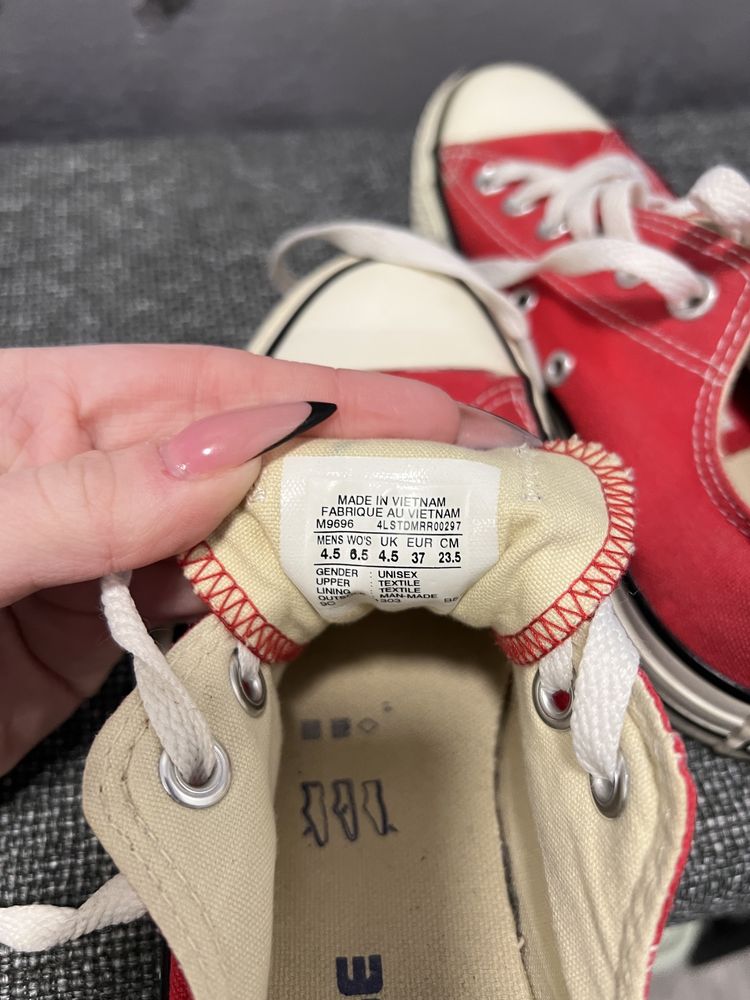 MADE IN VIETNAM
FABRIQUE AU VIETNAM
M9696 4LSTDMRR00297
MENS WO'S UK EUR CM
4.5 6.5 4.5 37 23.5
GENDER : UNISEX
UPPER : TEXTILE
LINING : TEXTILE
MAN-MADE
E